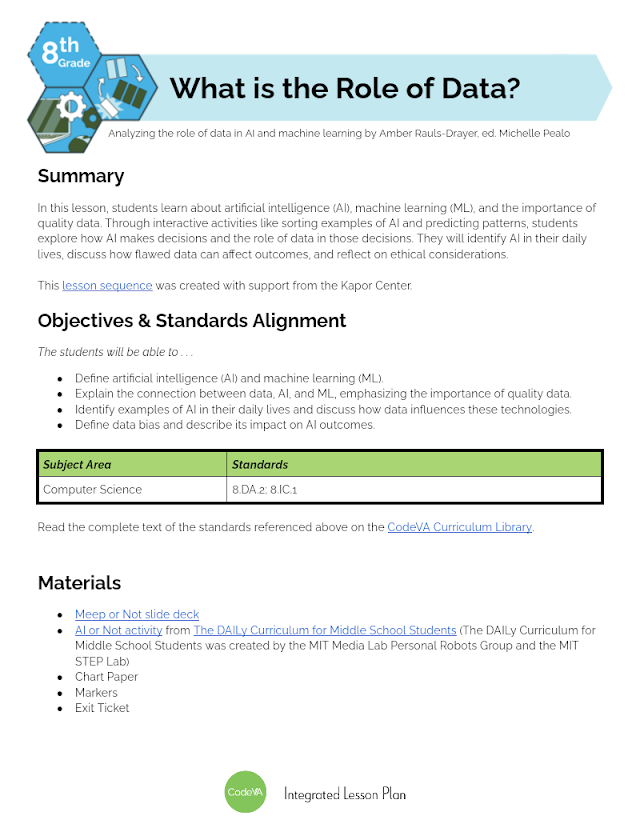 8th
Grade
What is the Role of Data?
Analyzing the role of data in AI and machine learning by Amber Rauls-Drayer, ed. Michelle Pealo
Summary
In this lesson, students learn about artificial intelligence (AI), machine learning (ML), and the importance of
quality data. Through interactive activities like sorting examples of AI and predicting patterns, students
explore how AI makes decisions and the role of data in those decisions. They will identify AI in their daily
lives, discuss how flawed data can affect outcomes, and reflect on ethical considerations.
This lesson sequence was created with support from the Kapor Center.
Objectives & Standards Alignment
The students will be able to . . .
● Define artificial intelligence (AI) and machine learning (ML).
● Explain the connection between data, AI, and ML, emphasizing the importance of quality data.
● Identify examples of AI in their daily lives and discuss how data influences these technologies.
● Define data bias and describe its impact on AI outcomes.
Subject Area Standards
Computer Science 8.DA.2; 8.IC.1
Read the complete text of the standards referenced above on the CodeVA Curriculum Library.
Materials
● Meep or Not slide deck
● AI or Not activity from The DAILy Curriculum for Middle School Students (The DAILy Curriculum for
Middle School Students was created by the MIT Media Lab Personal Robots Group and the MIT
STEP Lab)
● Chart Paper
● Markers
● Exit Ticket
CodeVA Integrated Lesson Plan